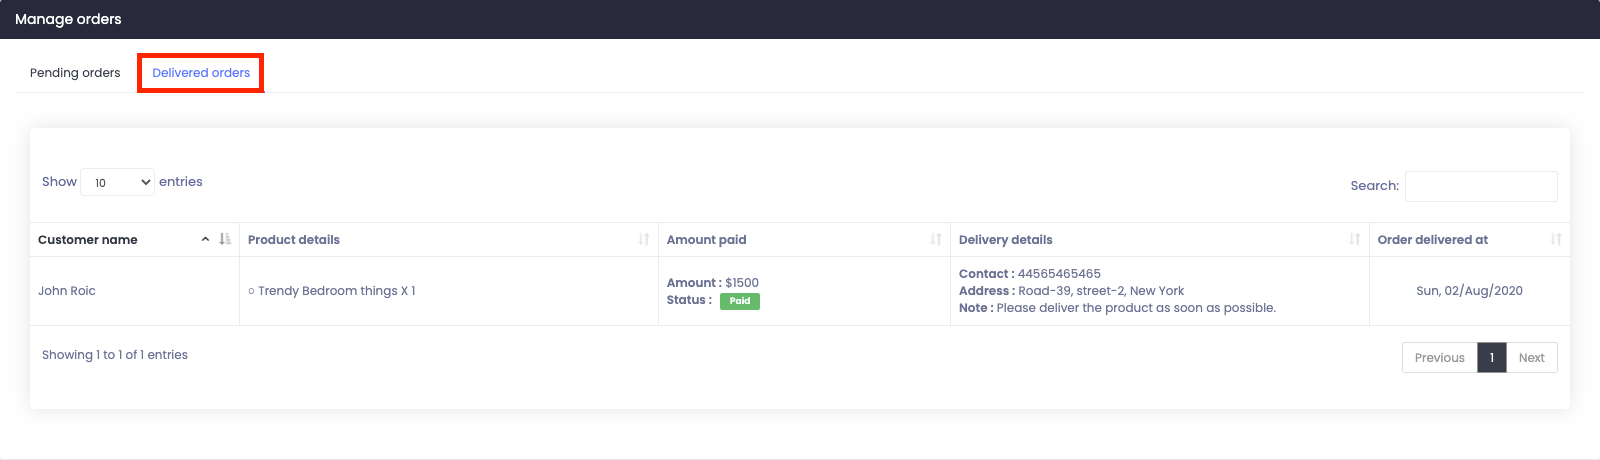 Manage orders
Pending orders Delivered orders
Show 10 entries
Search:
Customer name Product details Amount paid Delivery details Order delivered at
John Roic
○ Trendy Bedroom things X 1
Amount : $1500
Status : Paid
Contact : 44565465465
Address : Road-39, street-2, New York
Note : Please deliver the product as soon as possible.
Sun, 02/Aug/2020
Showing 1 to 1 of 1 entries
Previous 1 Next